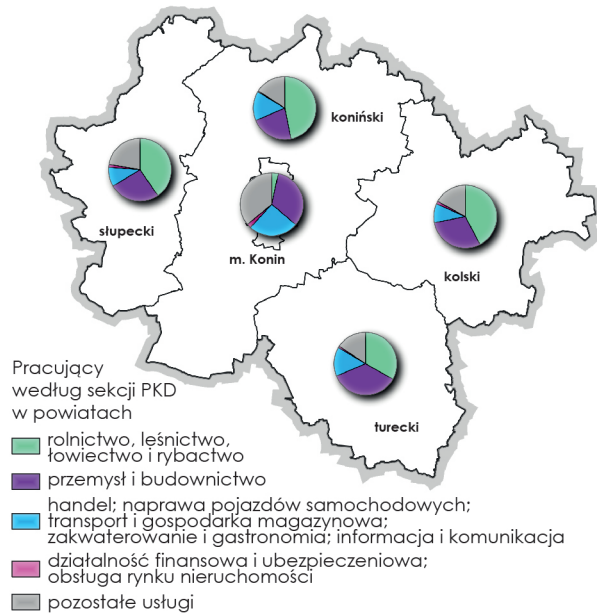 koniński
słupecki
m. Konin
kolski
turecki
Pracujący
według sekcji PKD
w powiatach
rolnictwo, leśnictwo,
łowiectwo i rybactwo
przemysł i budownictwo
handel; naprawa pojazdów samochodowych;
transport i gospodarka magazynowa;
zakwaterowanie i gastronomia; informacja i komunikacja
działalność finansowa i ubezpieczeniowa;
obsługa rynku nieruchomości
pozostałe usługi